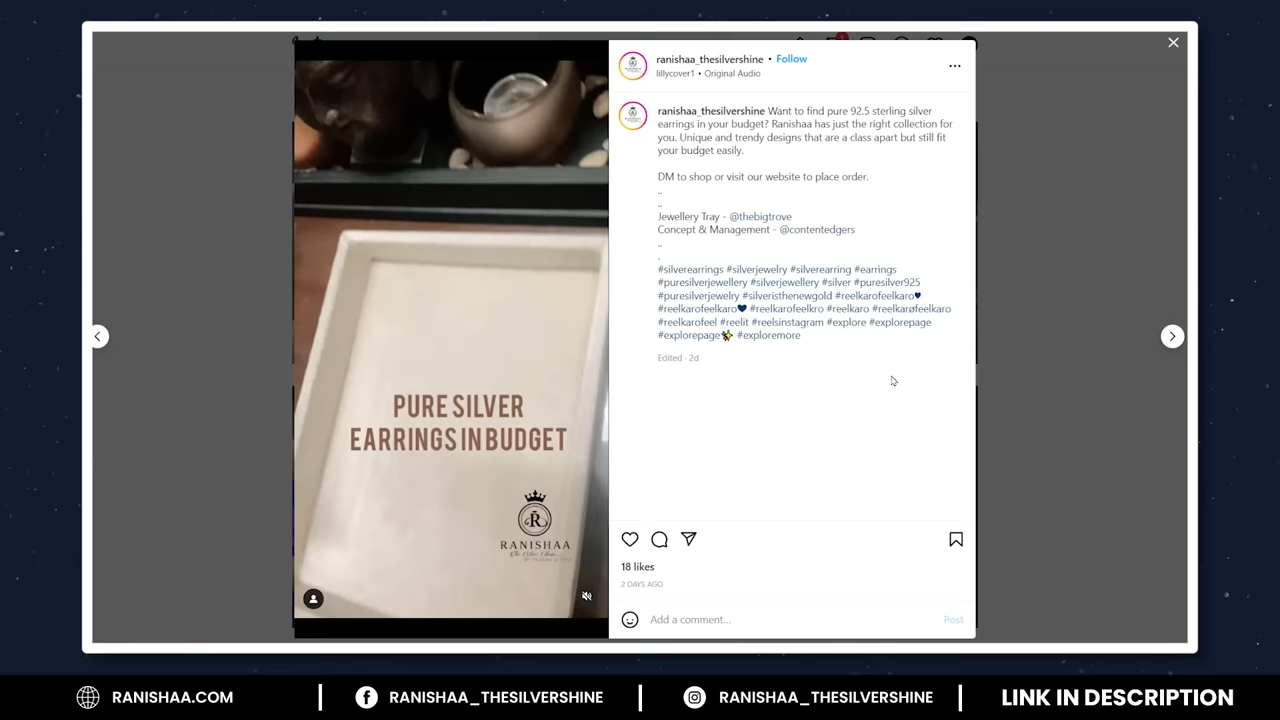 ranishaa_thesilvershine • Follow
lillycover1 • Original Audio
ranishaa_thesilvershine Want to find pure 92.5 sterling silver
earrings in your budget? Ranishaa has just the right collection for
you. Unique and trendy designs that are a class apart but still fit
your budget easily.
DM to shop or visit our website to place order.
..
..
Jewellery Tray - @thebigtrove
Concept & Management - @contentedgers
..
.
#silverearrings #silverjewelry #silverearring #earrings
#puresilverjewellery #silverjewellery #silver #puresilver925
#puresilverjewelry #silveristhenewgold #reelkarofeelkaro♥
#reelkarofeelkaro♥ #reelkarofeelkro #reelkaro #reelkarøfeelkaro
#reelkarofeel #reelit #reelsinstagram #explore #explorepage
#explorepage✨ #exploremore
Edited · 2d
PURE SILVER
EARRINGS IN BUDGET
R
RANISHAA
18 likes
2 DAYS AGO
Add a comment...
Post
RANISHAA.COM
RANISHAA_THESILVERSHINE
RANISHAA_THESILVERSHINE
LINK IN DESCRIPTION